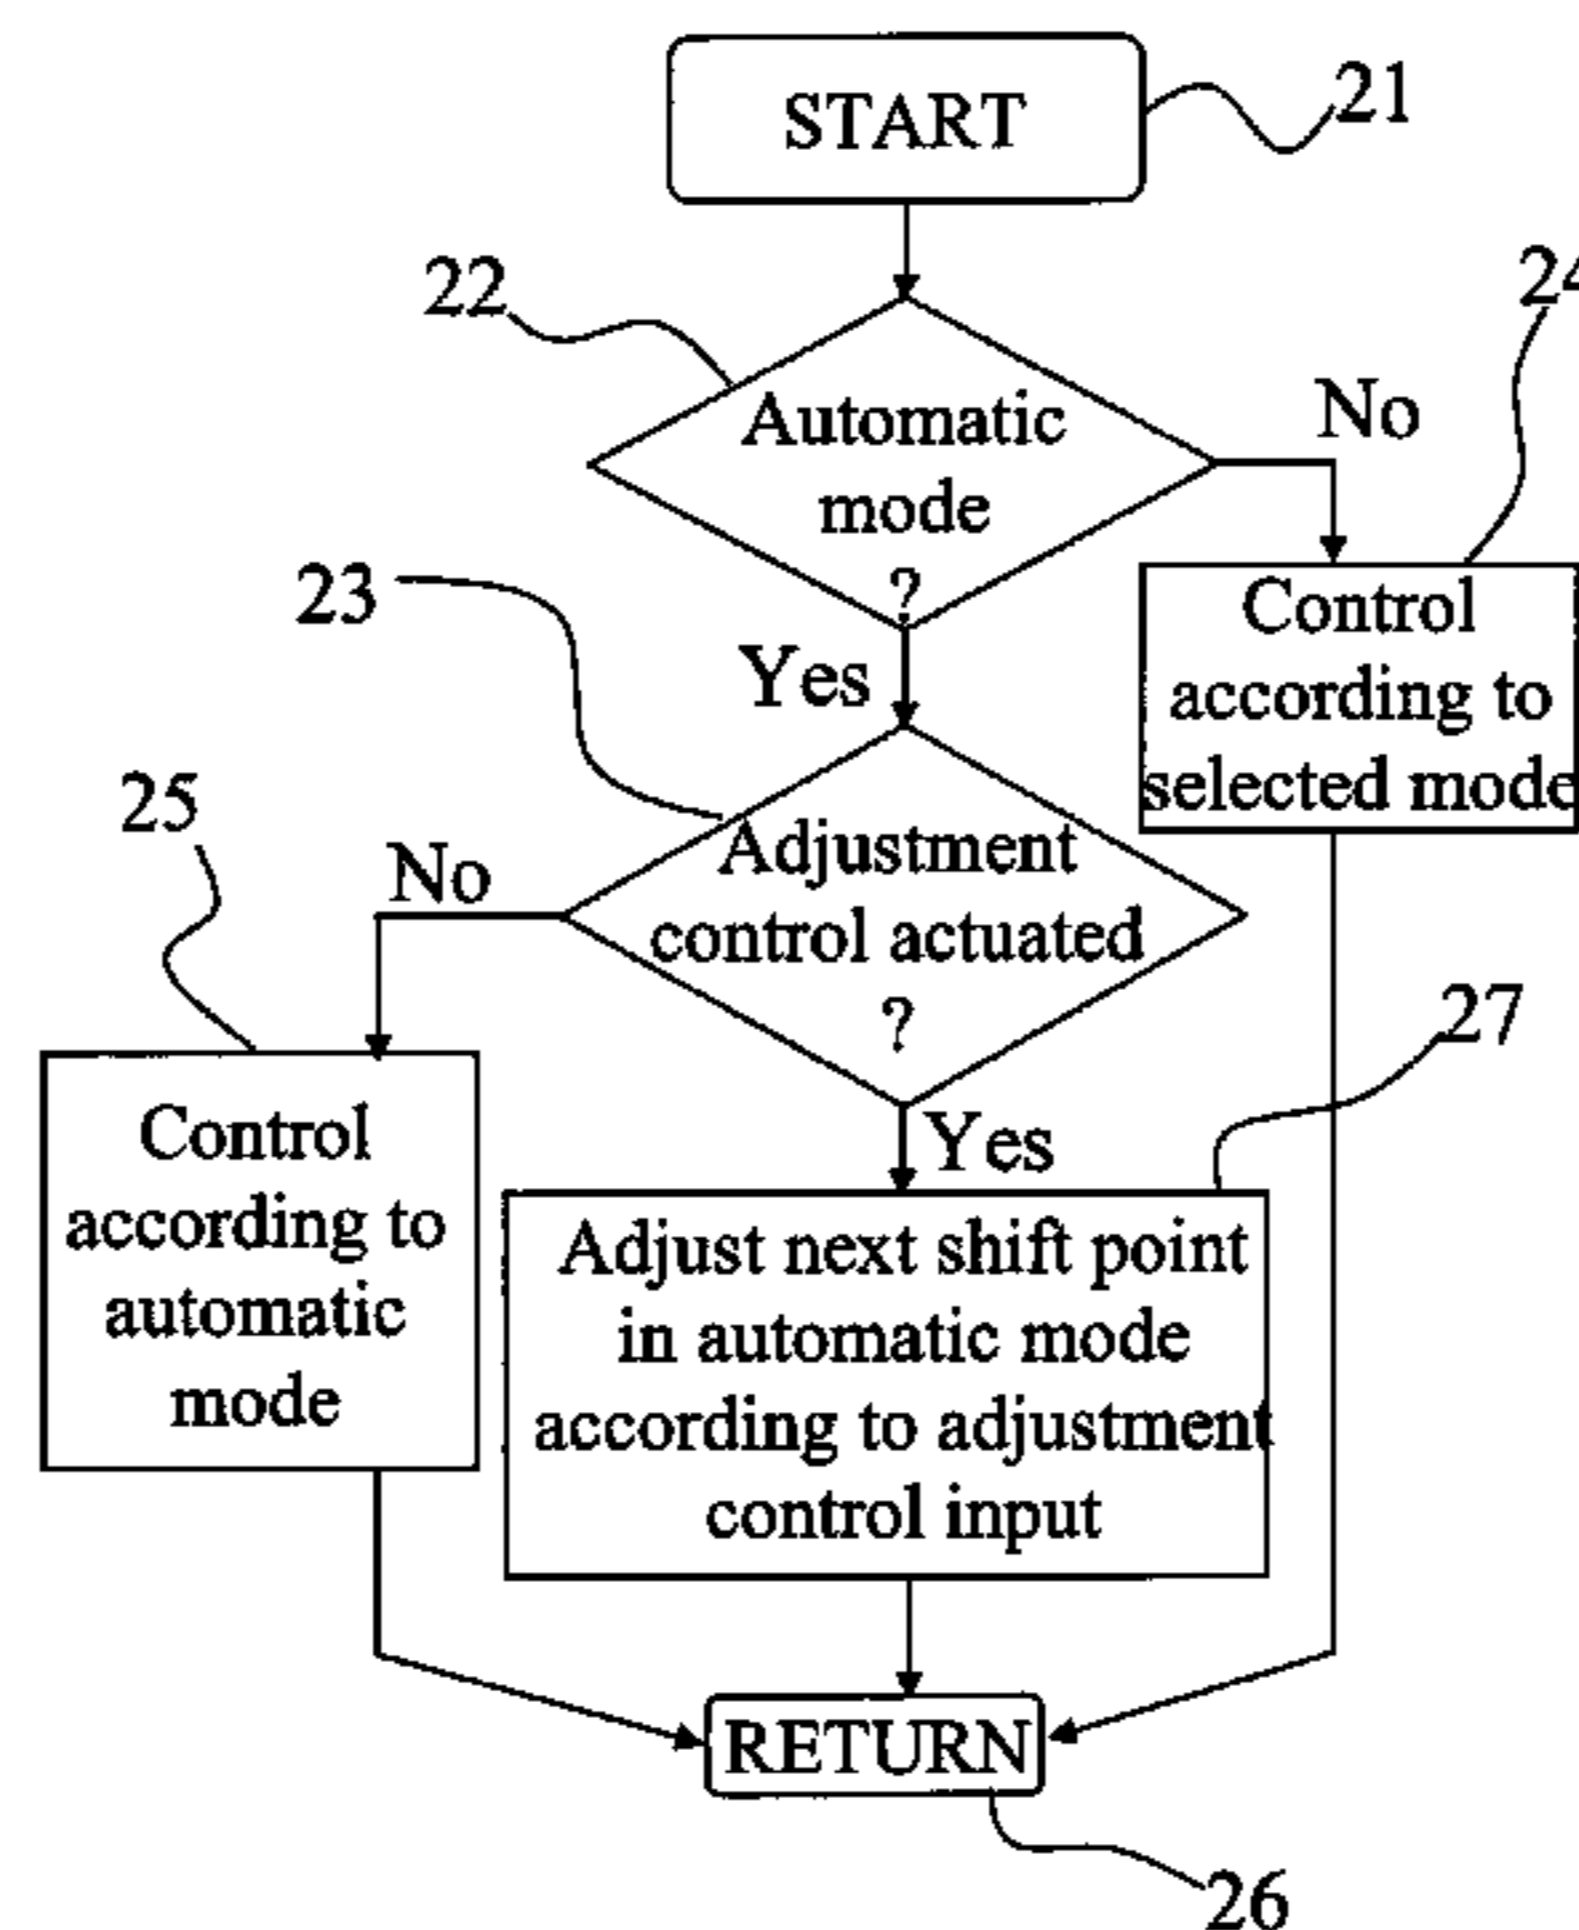 START
21
22
24
Automatic
mode
?
No
Yes
23
Control
according to
selected mode
Adjustment
control actuated
?
No
25
Yes
27
Control
according to
automatic
mode
Adjust next shift point
in automatic mode
according to adjustment
control input
RETURN
26